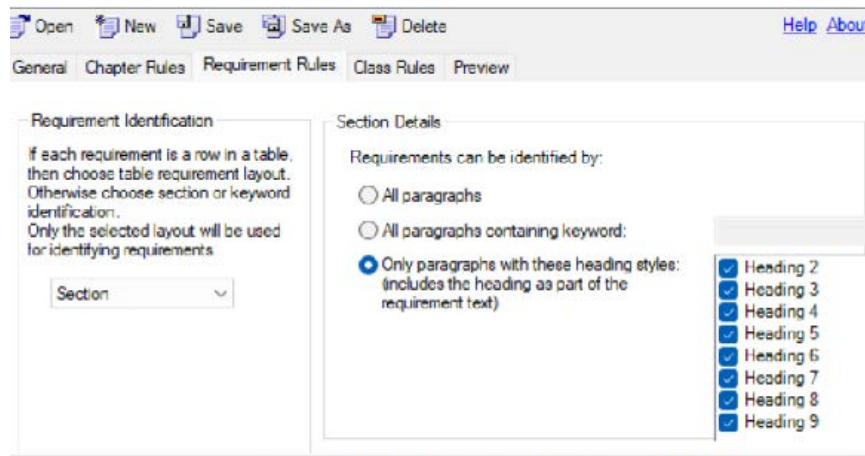 Open New Save Save As Delete Help About
General Chapter Rules Requirement Rules Class Rules Preview
Requirement Identification
If each requirement is a row in a table,
then choose table requirement layout.
Otherwise choose section or keyword
identification.
Only the selected layout will be used
for identifying requirements
Section
Section Details
Requirements can be identified by:
All paragraphs
All paragraphs containing keyword:
Only paragraphs with these heading styles:
(includes the heading as part of the
requirement text)
Heading 2
Heading 3
Heading 4
Heading 5
Heading 6
Heading 7
Heading 8
Heading 9